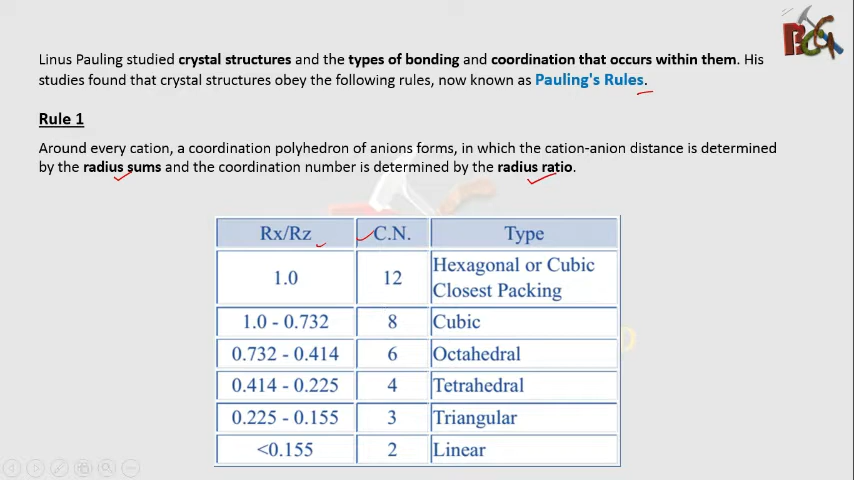 Linus Pauling studied crystal structures and the types of bonding and coordination that occurs within them. His
studies found that crystal structures obey the following rules, now known as Pauling's Rules.
Rule 1
Around every cation, a coordination polyhedron of anions forms, in which the cation-anion distance is determined
by the radius sums and the coordination number is determined by the radius ratio.
Rx/Rz C.N. Type
1.0 12 Hexagonal or Cubic
Closest Packing
1.0 - 0.732 8 Cubic
0.732 - 0.414 6 Octahedral
0.414 - 0.225 4 Tetrahedral
0.225 - 0.155 3 Triangular
<0.155 2 Linear